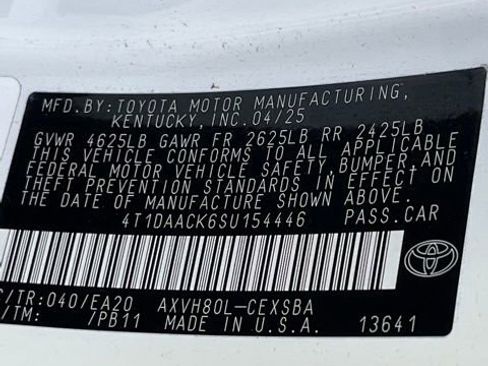 MFD. BY: TOYOTA MOTOR MANUFACTURING,
KENTUCKY, INC. 04/25
GVWR 4625LB GAWR FR 2625LB RR 2425LB
THIS VEHICLE CONFORMS TO ALL APPLICABLE
FEDERAL MOTOR VEHICLE SAFETY, BUMPER, AND
THEFT PREVENTION STANDARDS IN EFFECT ON
THE DATE OF MANUFACTURE SHOWN ABOVE.
4T1DAACK6SU154446 PASS.CAR
/TR:040/EA20 AXVH80L-CEXSBA
/TM: /PB11 MADE IN U.S.A. 13641